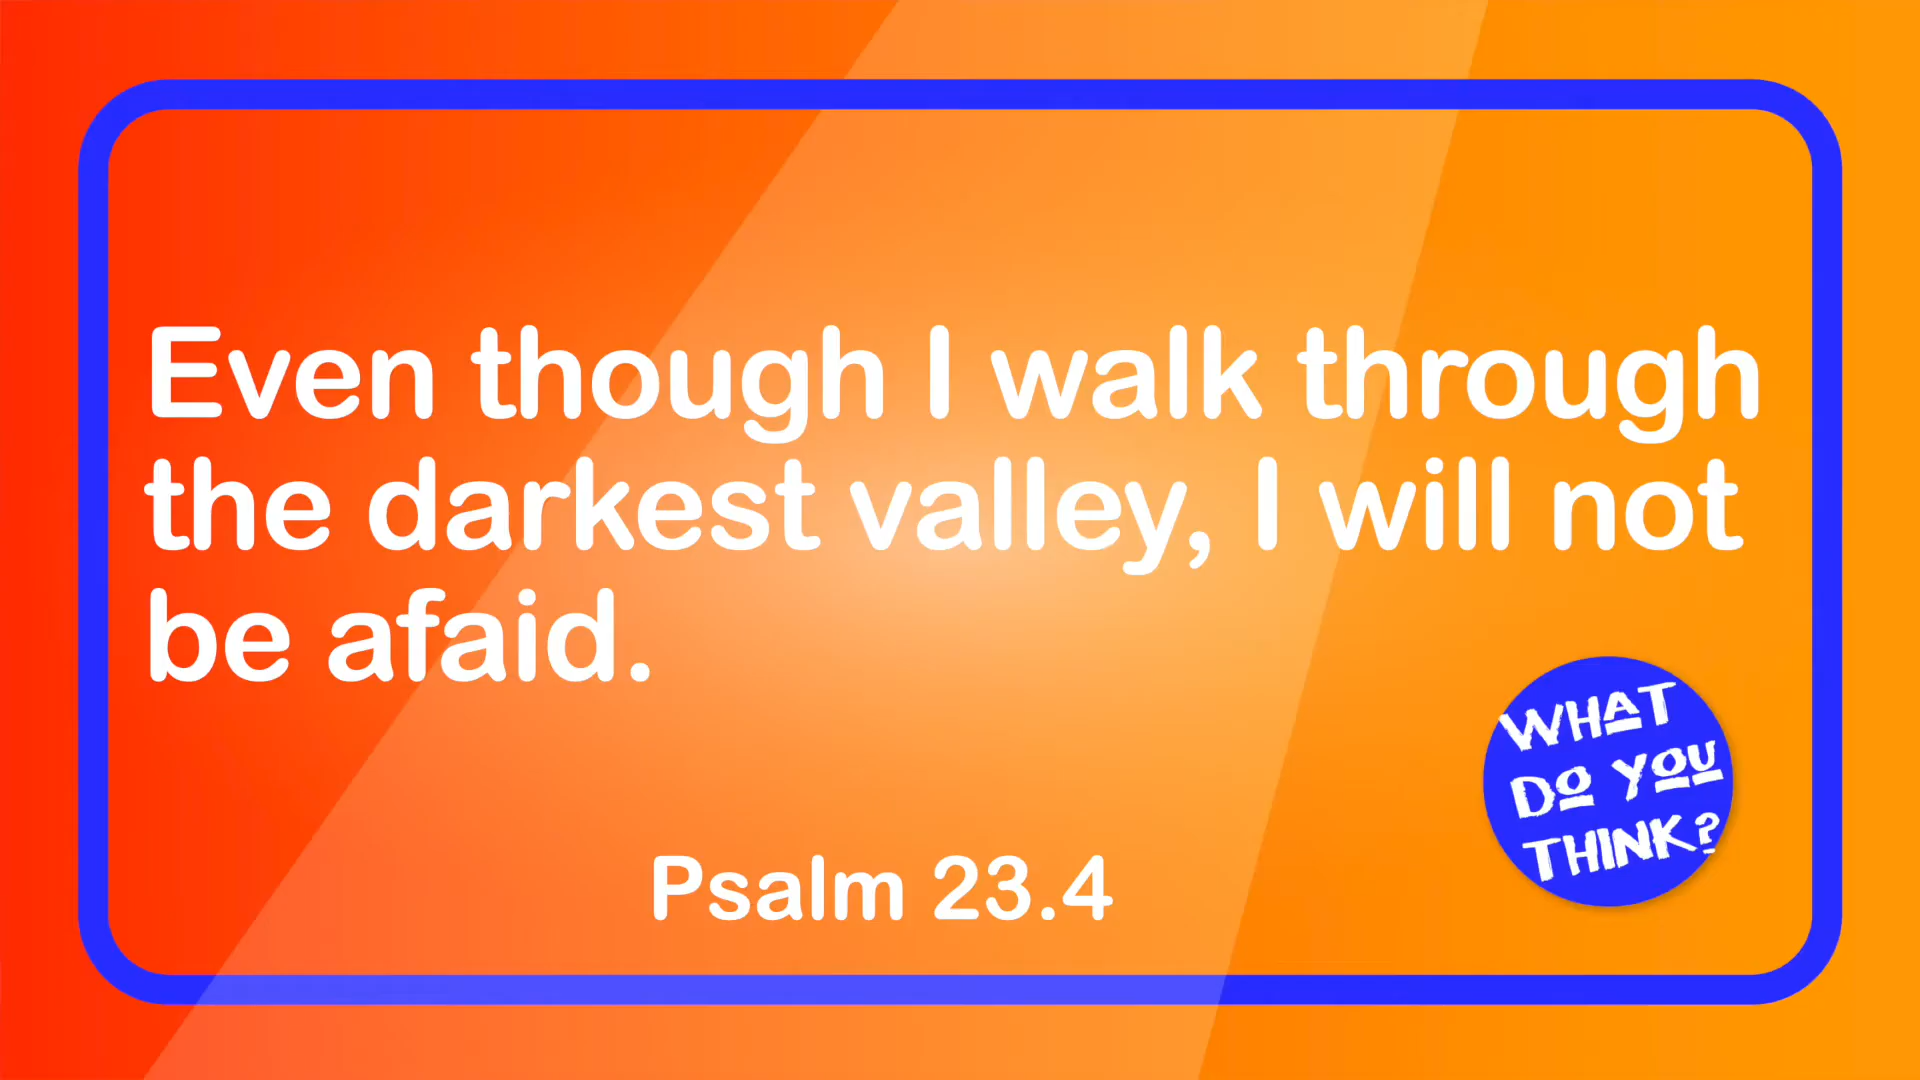 Even though I walk through
the darkest valley, I will not
be afaid.
WHAT
DO YOU
THINK?
Psalm 23.4